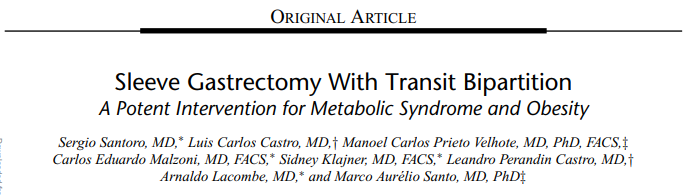 ORIGINAL ARTICLE
Sleeve Gastrectomy With Transit Bipartition
A Potent Intervention for Metabolic Syndrome and Obesity
Sergio Santoro, MD,* Luis Carlos Castro, MD,† Manoel Carlos Prieto Velhote, MD, PhD, FACS,‡
Carlos Eduardo Malzoni, MD, FACS,* Sidney Klajner, MD, FACS,* Leandro Perandin Castro, MD,†
Arnaldo Lacombe, MD,* and Marco Aurélio Santo, MD, PhD‡